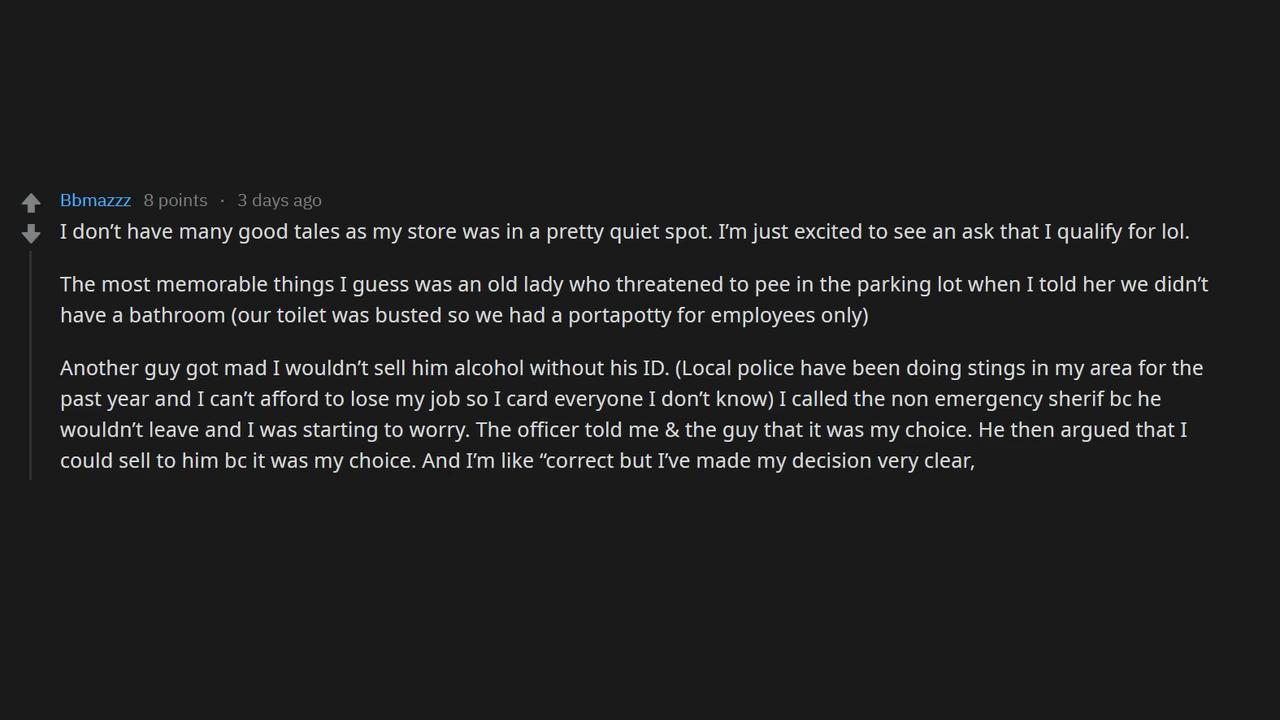 Bbmazzz 8 points · 3 days ago
I don’t have many good tales as my store was in a pretty quiet spot. I’m just excited to see an ask that I qualify for lol.
The most memorable things I guess was an old lady who threatened to pee in the parking lot when I told her we didn’t
have a bathroom (our toilet was busted so we had a portapotty for employees only)
Another guy got mad I wouldn’t sell him alcohol without his ID. (Local police have been doing stings in my area for the
past year and I can’t afford to lose my job so I card everyone I don’t know) I called the non emergency sherif bc he
wouldn’t leave and I was starting to worry. The officer told me & the guy that it was my choice. He then argued that I
could sell to him bc it was my choice. And I’m like “correct but I’ve made my decision very clear,